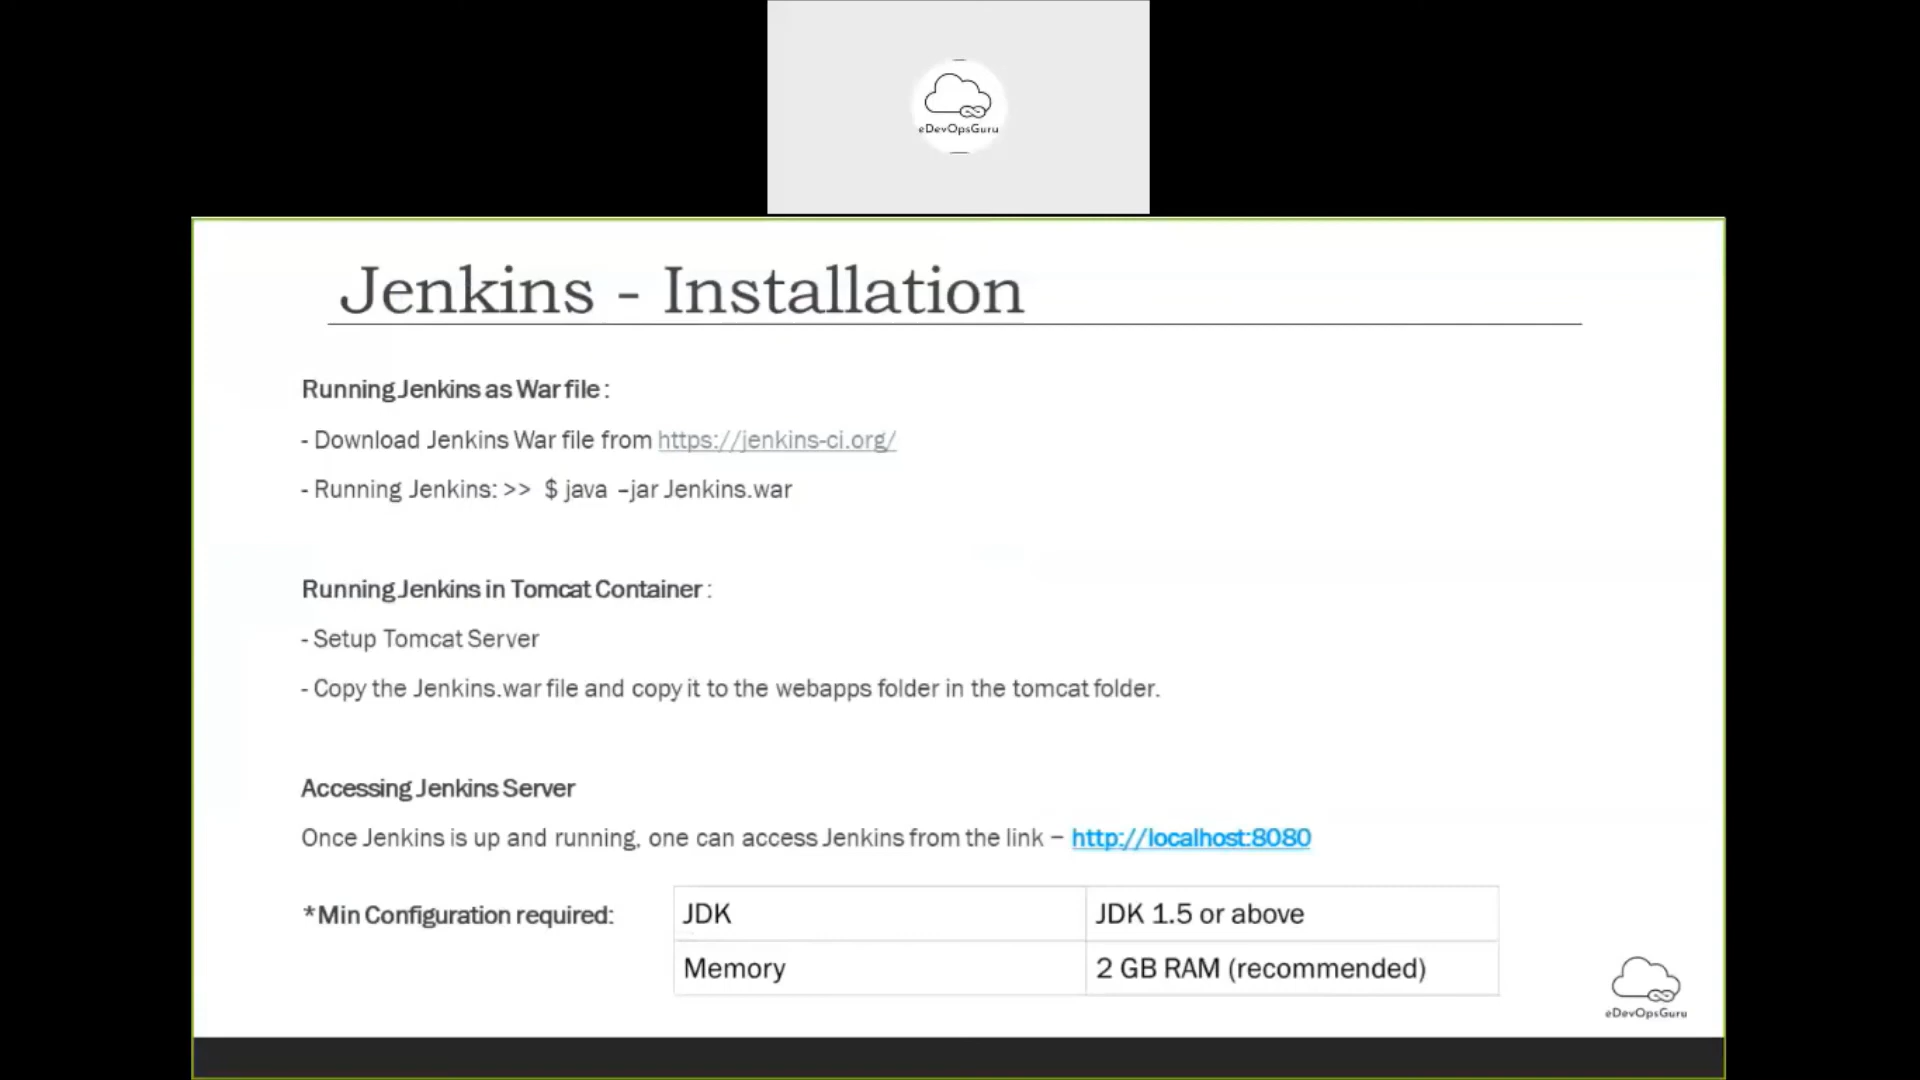 eDevOpsGuru
Jenkins - Installation
Running Jenkins as War file :
- Download Jenkins War file from https://jenkins-ci.org/
- Running Jenkins: >> $ java –jar Jenkins.war
Running Jenkins in Tomcat Container :
- Setup Tomcat Server
- Copy the Jenkins.war file and copy it to the webapps folder in the tomcat folder.
Accessing Jenkins Server
Once Jenkins is up and running, one can access Jenkins from the link – http://localhost:8080
*Min Configuration required: JDK JDK 1.5 or above
Memory 2 GB RAM (recommended)
eDevOpsGuru